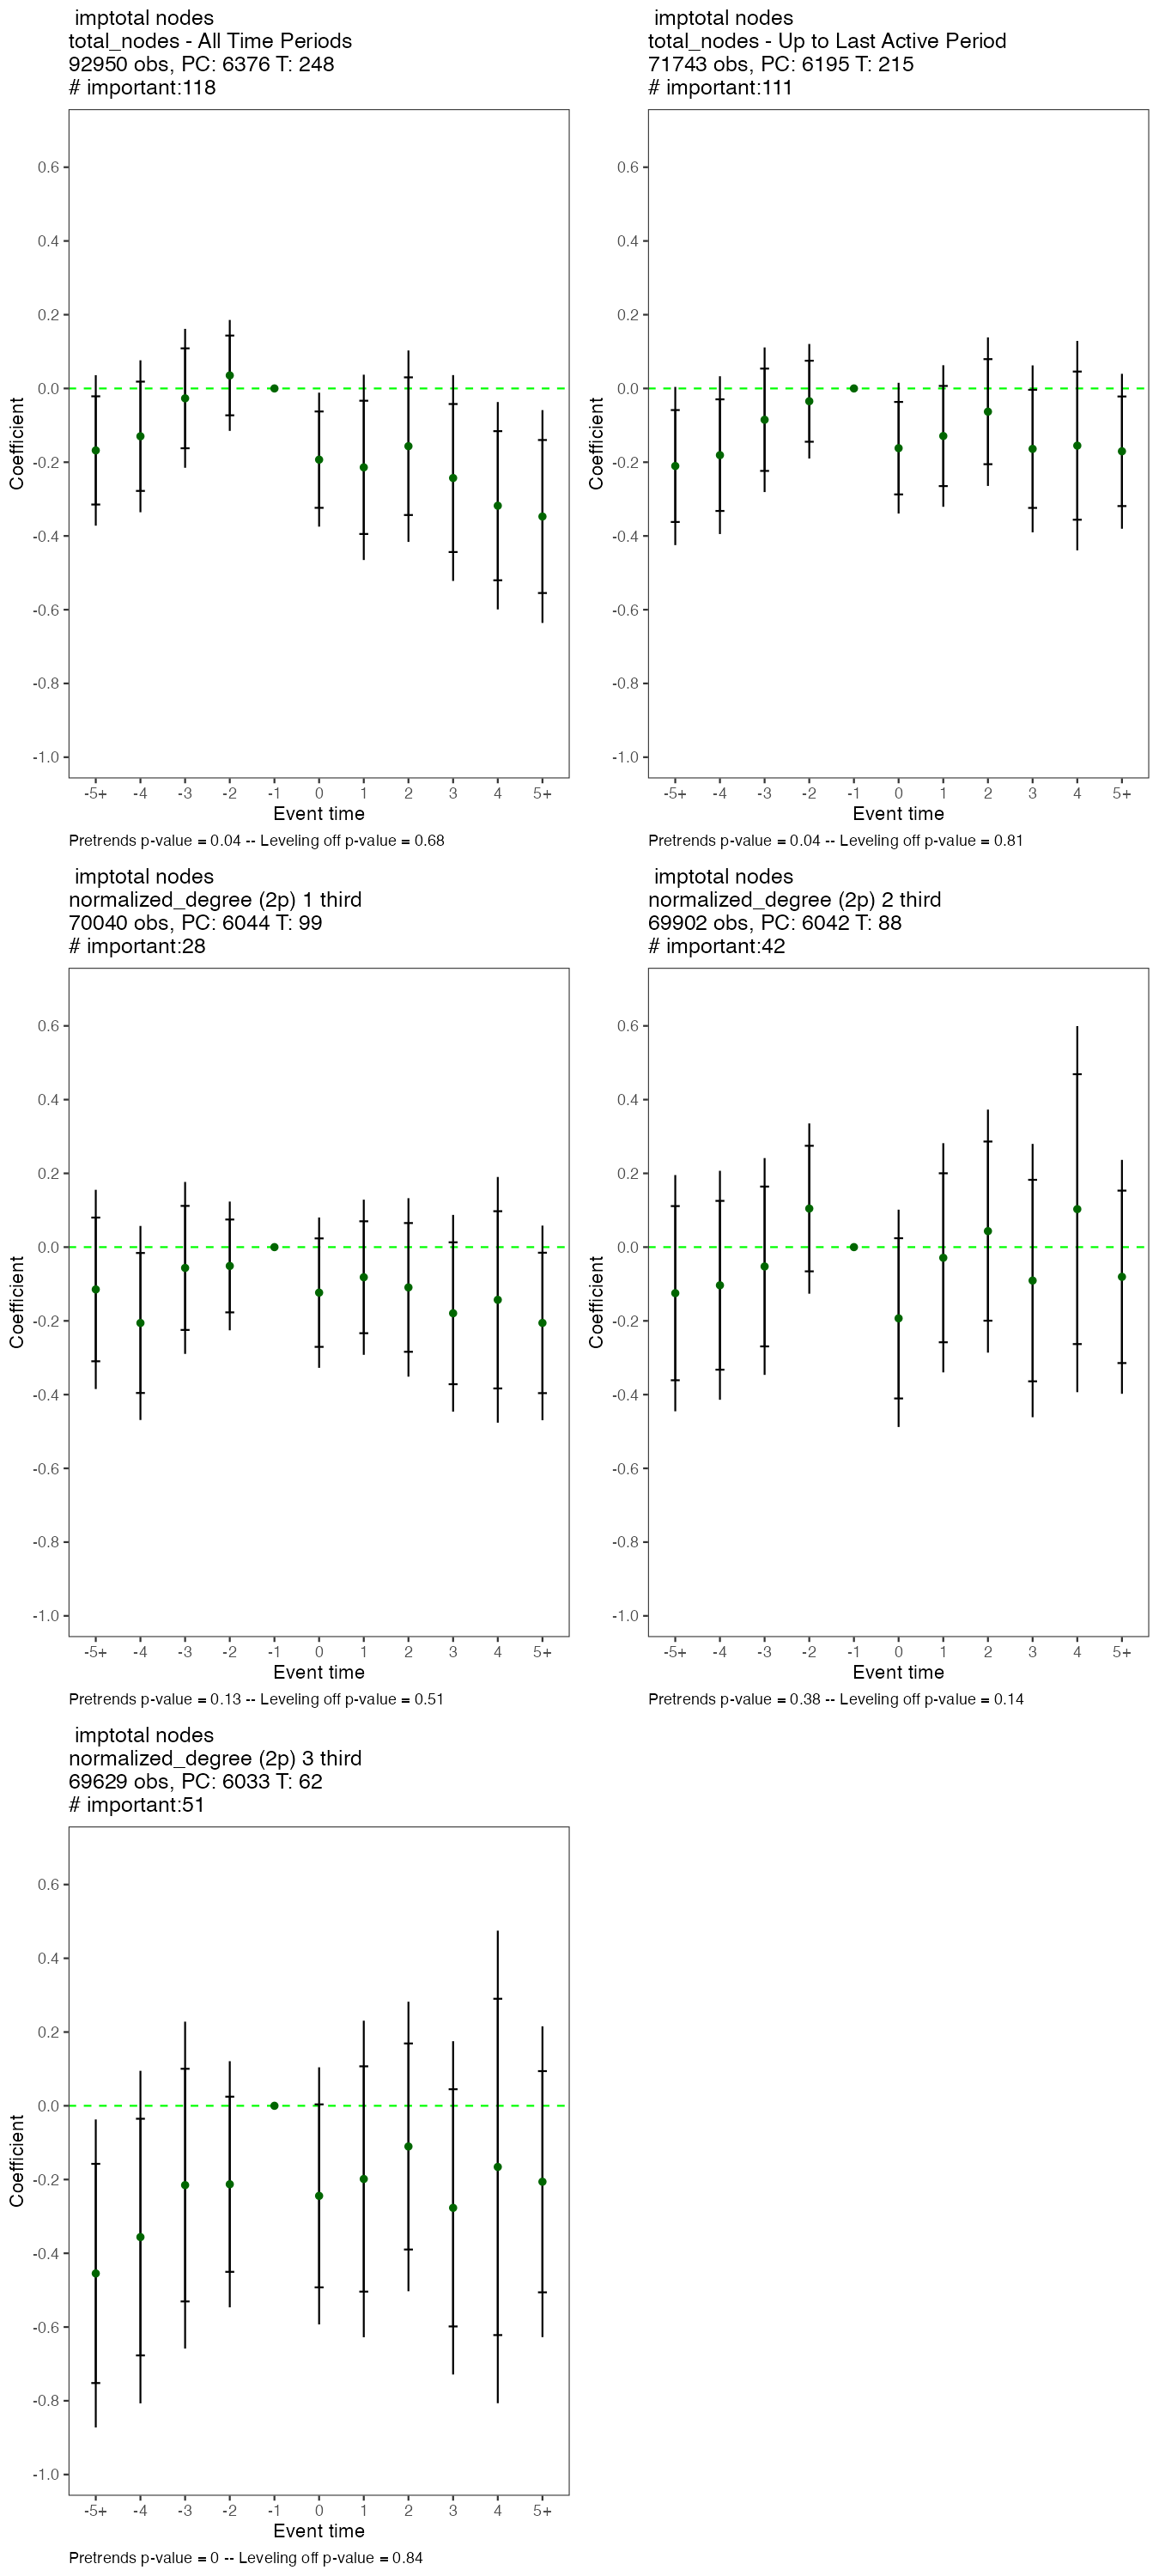 imptotal nodes
total_nodes - All Time Periods
92950 obs, PC: 6376 T: 248
# important:118
0.6
0.4
0.2
0.0
-0.2
-0.4
-0.6
-0.8
-1.0
Coefficient
-5+ -4 -3 -2 -1 0 1 2 3 4 5+
Event time
Pretrends p-value = 0.04 -- Leveling off p-value = 0.68
imptotal nodes
total_nodes - Up to Last Active Period
71743 obs, PC: 6195 T: 215
# important:111
0.6
0.4
0.2
0.0
-0.2
-0.4
-0.6
-0.8
-1.0
Coefficient
-5+ -4 -3 -2 -1 0 1 2 3 4 5+
Event time
Pretrends p-value = 0.04 -- Leveling off p-value = 0.81
imptotal nodes
normalized_degree (2p) 1 third
70040 obs, PC: 6044 T: 99
# important:28
0.6
0.4
0.2
0.0
-0.2
-0.4
-0.6
-0.8
-1.0
Coefficient
-5+ -4 -3 -2 -1 0 1 2 3 4 5+
Event time
Pretrends p-value = 0.13 -- Leveling off p-value = 0.51
imptotal nodes
normalized_degree (2p) 2 third
69902 obs, PC: 6042 T: 88
# important:42
0.6
0.4
0.2
0.0
-0.2
-0.4
-0.6
-0.8
-1.0
Coefficient
-5+ -4 -3 -2 -1 0 1 2 3 4 5+
Event time
Pretrends p-value = 0.38 -- Leveling off p-value = 0.14
imptotal nodes
normalized_degree (2p) 3 third
69629 obs, PC: 6033 T: 62
# important:51
0.6
0.4
0.2
0.0
-0.2
-0.4
-0.6
-0.8
-1.0
Coefficient
-5+ -4 -3 -2 -1 0 1 2 3 4 5+
Event time
Pretrends p-value = 0 -- Leveling off p-value = 0.84